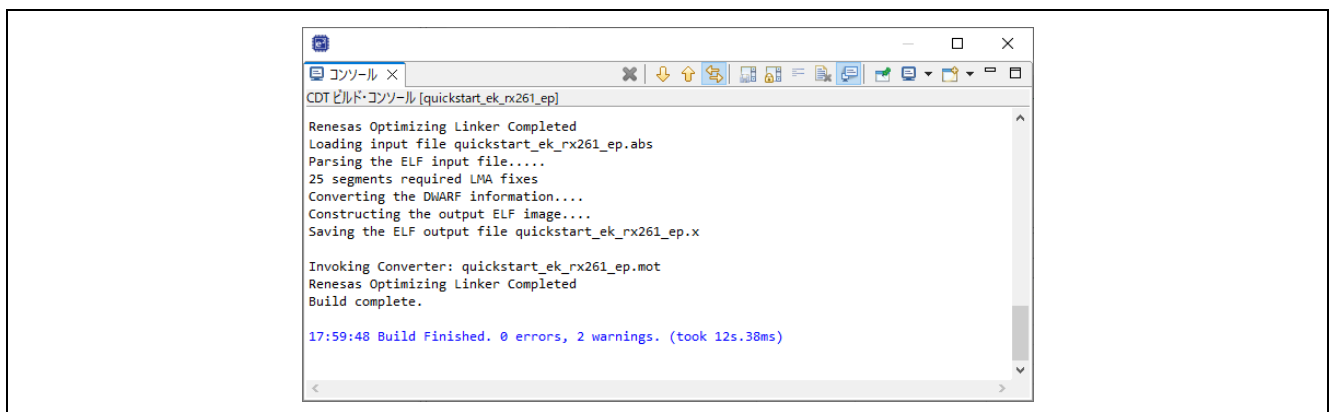 コンソール
CDT ビルド・コンソール [quickstart_ek_rx261_ep]
Renesas Optimizing Linker Completed
Loading input file quickstart_ek_rx261_ep.abs
Parsing the ELF input file.....
25 segments required LMA fixes
Converting the DWARF information....
Constructing the output ELF image....
Saving the ELF output file quickstart_ek_rx261_ep.x
Invoking Converter: quickstart_ek_rx261_ep.mot
Renesas Optimizing Linker Completed
Build complete.
17:59:48 Build Finished. 0 errors, 2 warnings. (took 12s.38ms)